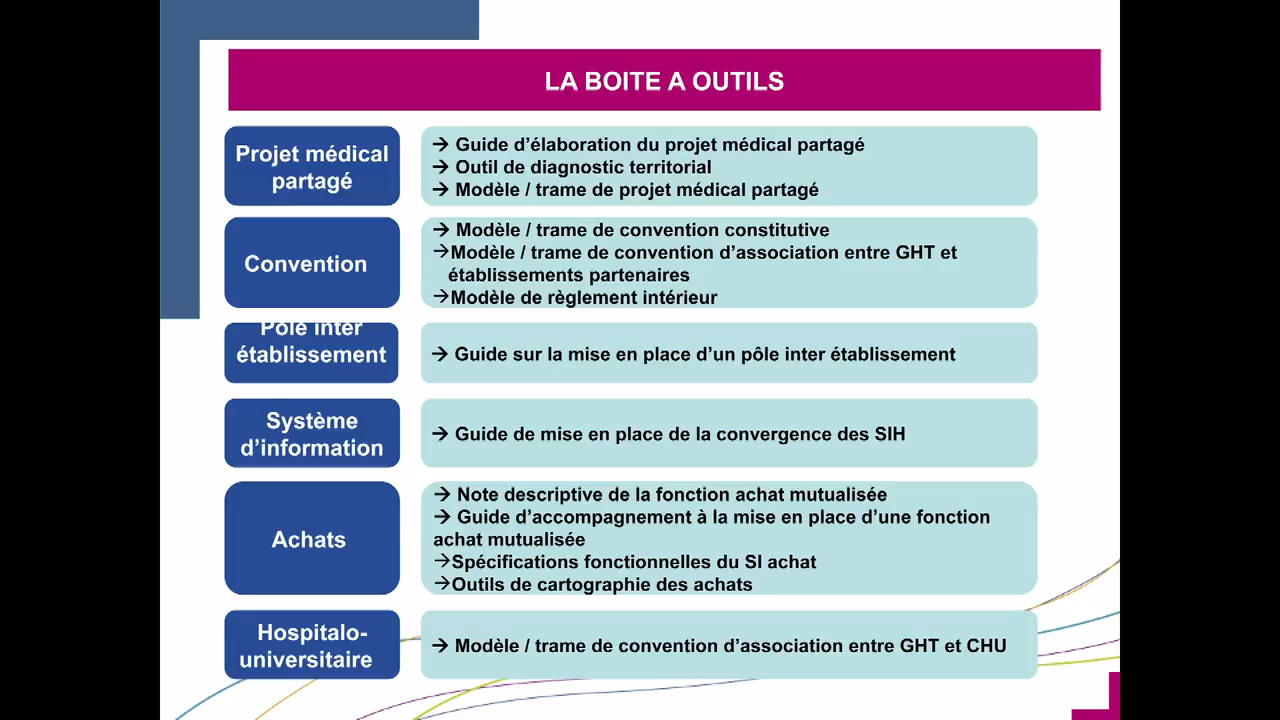 LA BOITE A OUTILS
Projet médical
partagé
→ Guide d’élaboration du projet médical partagé
→ Outil de diagnostic territorial
→ Modèle / trame de projet médical partagé
Convention
→ Modèle / trame de convention constitutive
→Modèle / trame de convention d’association entre GHT et
établissements partenaires
→Modèle de règlement intérieur
Pôle inter
établissement
→ Guide sur la mise en place d’un pôle inter établissement
Système
d’information
→ Guide de mise en place de la convergence des SIH
Achats
→ Note descriptive de la fonction achat mutualisée
→ Guide d’accompagnement à la mise en place d’une fonction
achat mutualisée
→Spécifications fonctionnelles du SI achat
→Outils de cartographie des achats
Hospitalo-
universitaire
→ Modèle / trame de convention d’association entre GHT et CHU